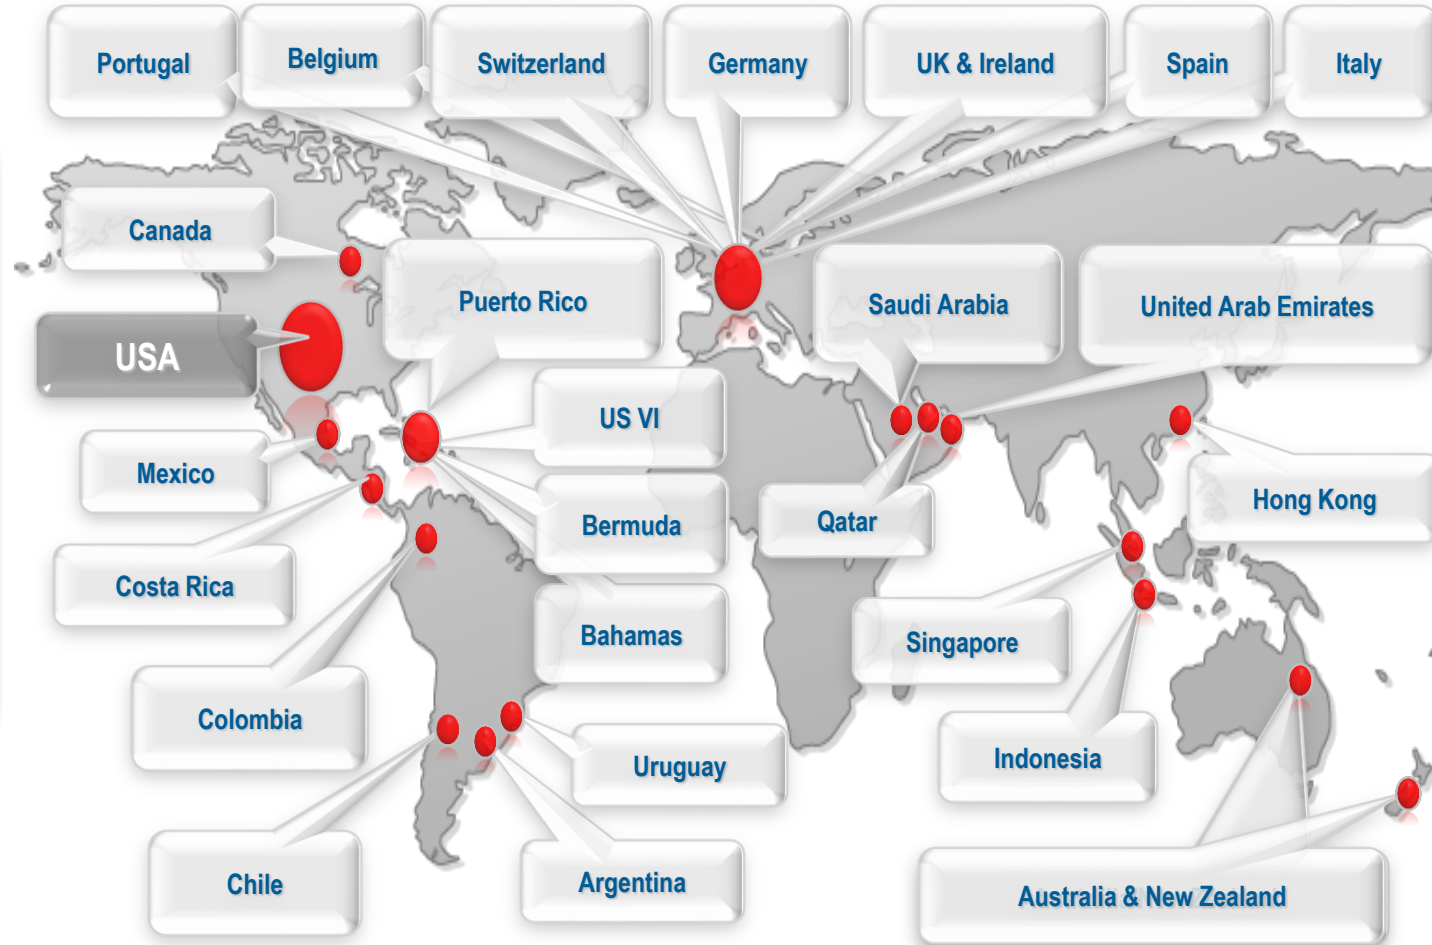 Portugal
Belgium
Switzerland
Germany
UK & Ireland
Spain
Italy
Canada
Puerto Rico
Saudi Arabia
United Arab Emirates
USA
US VI
Mexico
Hong Kong
Bermuda
Qatar
Costa Rica
Bahamas
Singapore
Colombia
Uruguay
Indonesia
Chile
Argentina
Australia & New Zealand